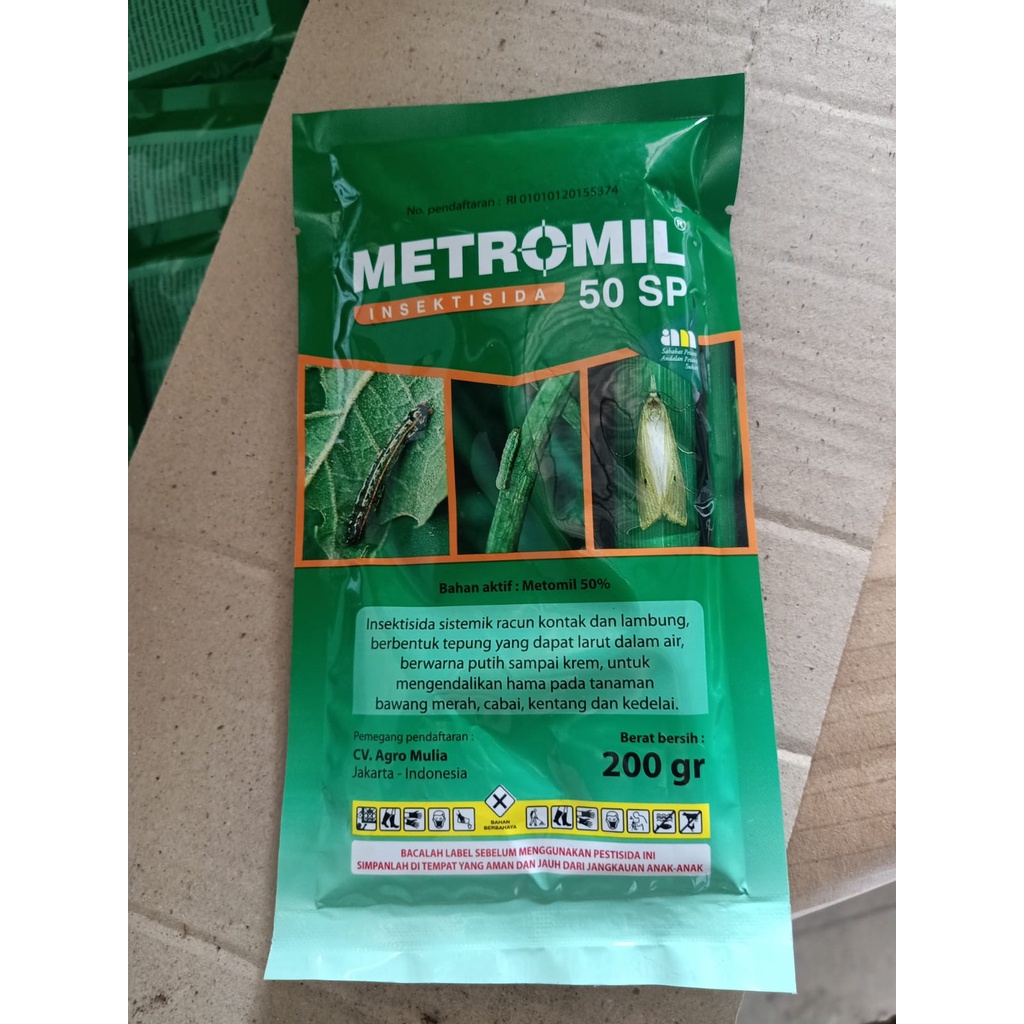 No. pendaftaran : RI 01010120155374
METROMIL®
INSEKTISIDA
50 SP
am
Sahabat
Andalan
Bahan aktif : Metomil 50%
Insektisida sistemik racun kontak dan lambung,
berbentuk tepung yang dapat larut dalam air,
berwarna putih sampai krem, untuk
mengendalikan hama pada tanaman
bawang merah, cabai, kentang dan kedelai.
Pemegang pendaftaran :
CV. Agro Mulia
Jakarta - Indonesia
Berat bersih :
200 gr
BAHAN
BERBAHAYA
BACALAH LABEL SEBELUM MENGGUNAKAN PESTISIDA INI
SIMPANLAH DI TEMPAT YANG AMAN DAN JAUH DARI JANGKAUAN ANAK-ANAK